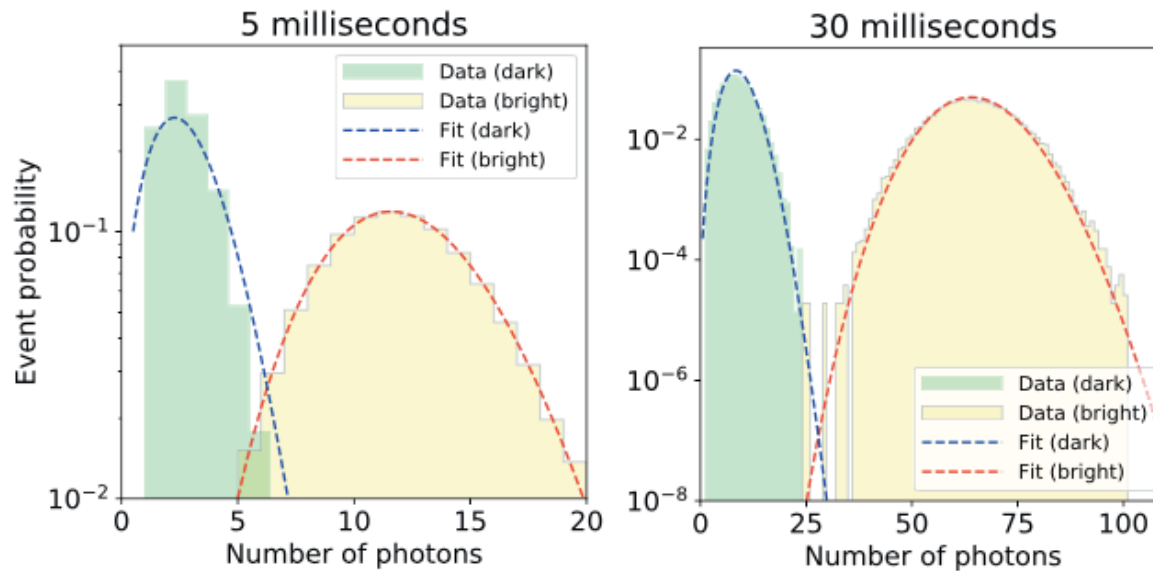 5 milliseconds
Event probability
10^{-1}
10^{-2}
Data (dark)
Data (bright)
Fit (dark)
Fit (bright)
0 5 10 15 20
Number of photons
30 milliseconds
10^{-2}
10^{-4}
10^{-6}
10^{-8}
Data (dark)
Data (bright)
Fit (dark)
Fit (bright)
0 25 50 75 100
Number of photons